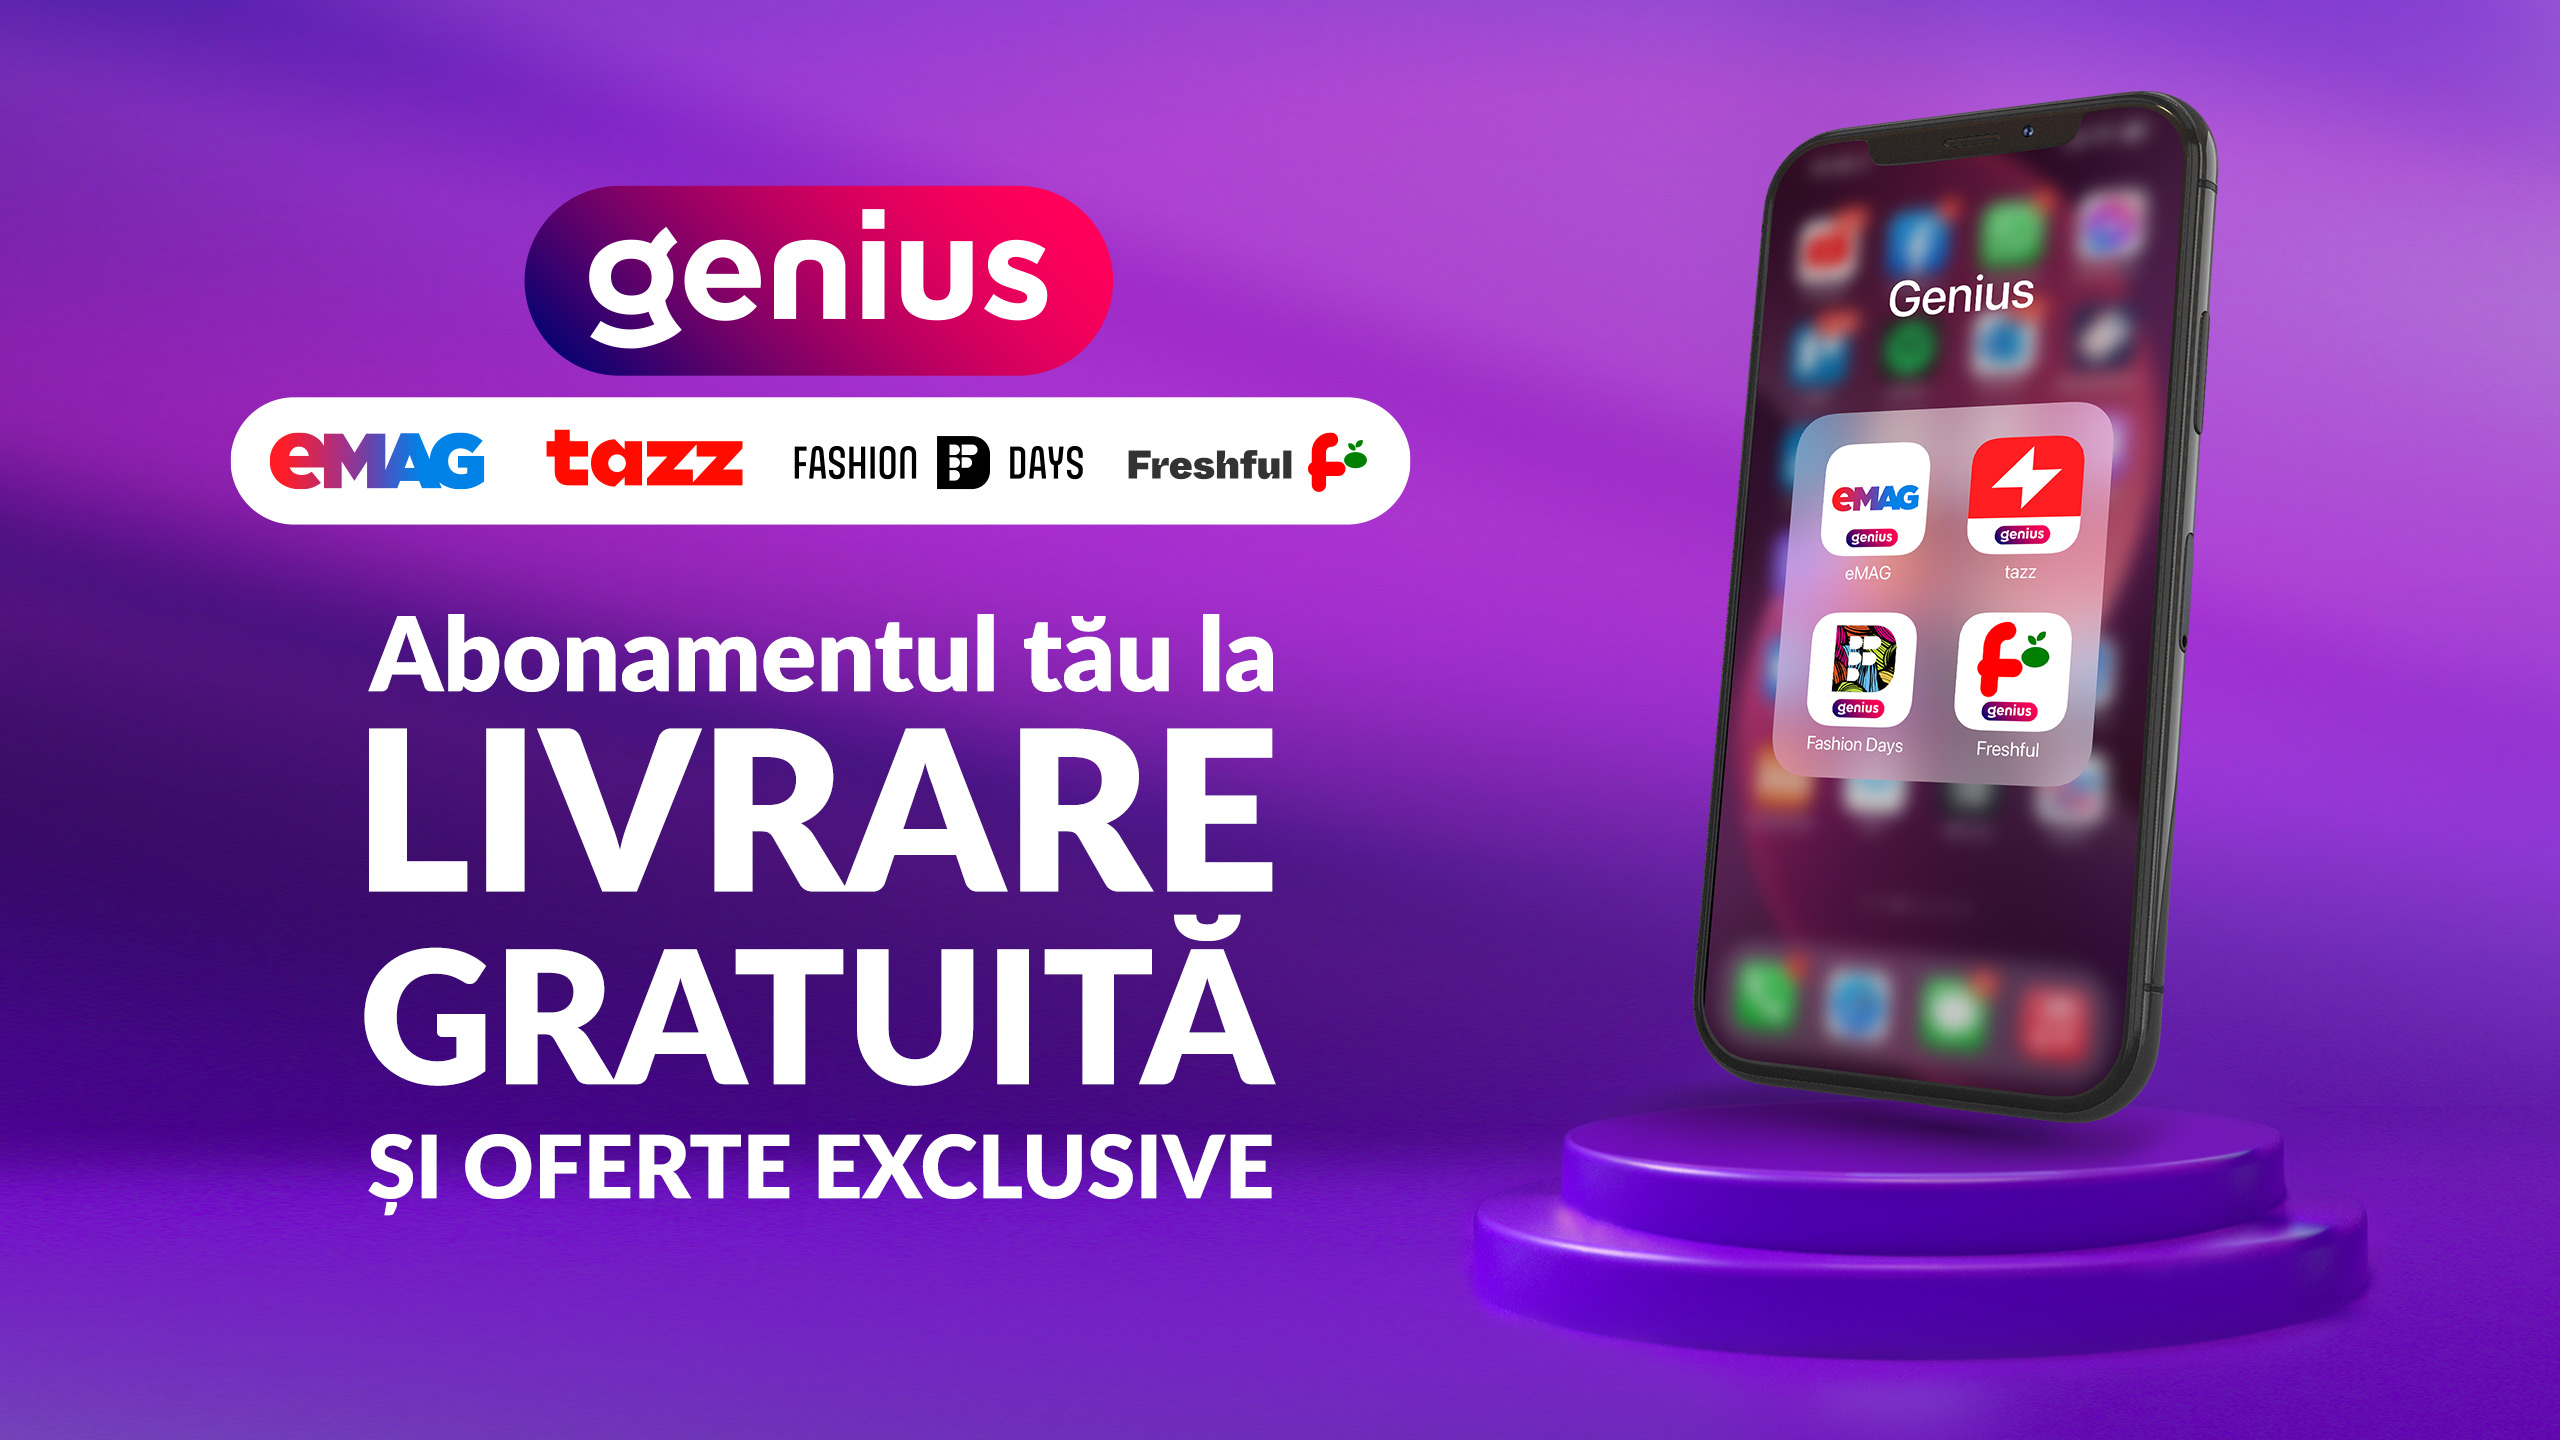 genius
eMAG tazz FASHION DAYS Freshful
Abonamentul tău la
LIVRARE
GRATUITĂ
ȘI OFERTE EXCLUSIVE
Genius
eMAG
genius
genius
eMAG
tazz
genius
genius
Fashion Days
Freshful